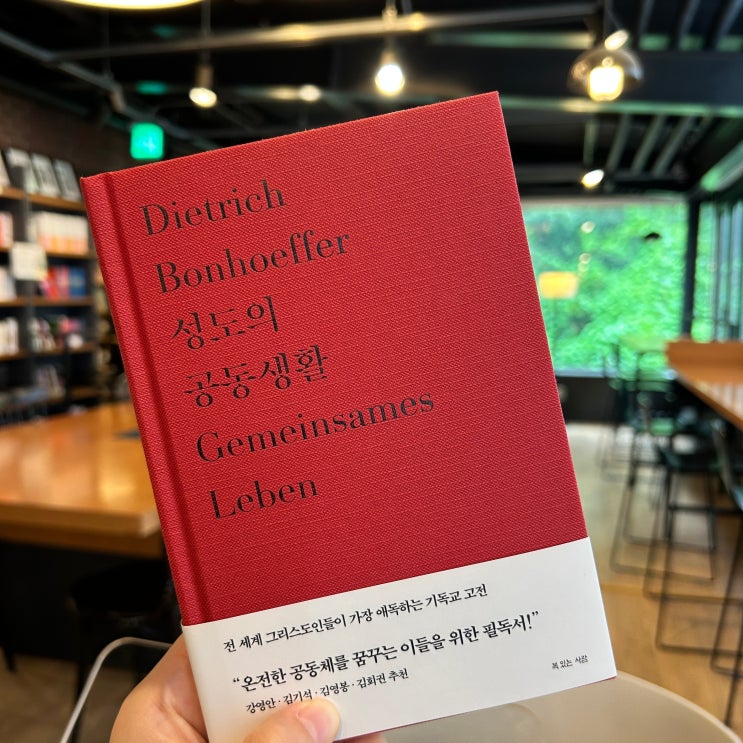 Dietrich
Bonhoeffer
성도의
공동생활
Gemeinsames
Leben
전 세계 그리스도인들이 가장 애독하는 기독교 고전
“온전한 공동체를 꿈꾸는 이들을 위한 필독서!”
강영안·김기석·김영봉·김회권 추천
복 있는 사람